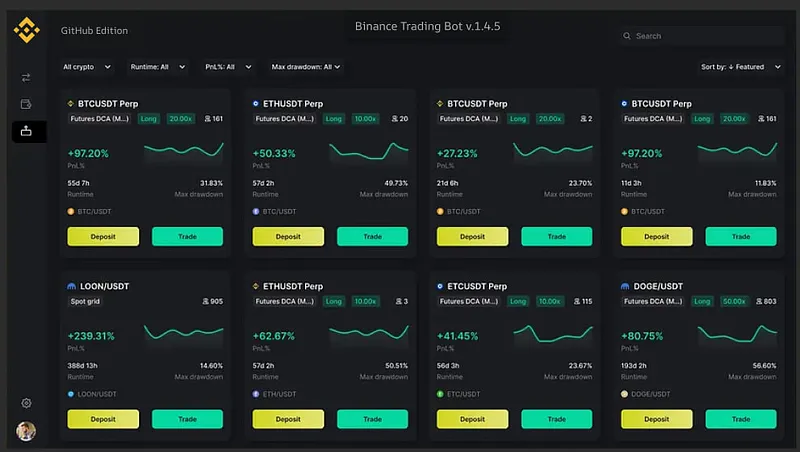 GitHub Edition
Binance Trading Bot v.1.4.5
Search
All crypto Runtime: All PnL%: All Max drawdown: All Sort by: ↓ Featured
BTCUSDT Perp
Futures DCA (M...) Long 20.00x 161
+97.20%
PnL%
55d 7h 31.83%
Runtime Max drawdown
BTC/USDT
Deposit Trade
ETHUSDT Perp
Futures DCA (M...) Long 10.00x 20
+50.33%
PnL%
57d 2h 49.73%
Runtime Max drawdown
BTC/USDT
Deposit Trade
BTCUSDT Perp
Futures DCA (M...) Long 20.00x 2
+27.23%
PnL%
21d 6h 23.70%
Runtime Max drawdown
BTC/USDT
Deposit Trade
BTCUSDT Perp
Futures DCA (M...) Long 20.00x 161
+97.20%
PnL%
11d 3h 11.83%
Runtime Max drawdown
BTC/USDT
Deposit Trade
LOON/USDT
Spot grid 905
+239.31%
PnL%
388d 13h 14.60%
Runtime Max drawdown
LOON/USDT
Deposit Trade
ETHUSDT Perp
Futures DCA (M...) Long 10.00x 3
+62.67%
PnL%
57d 2h 50.51%
Runtime Max drawdown
ETH/USDT
Deposit Trade
ETCUSDT Perp
Futures DCA (M...) Long 10.00x 115
+41.45%
PnL%
56d 3h 23.67%
Runtime Max drawdown
ETC/USDT
Deposit Trade
DOGE/USDT
Futures DCA (M...) Long 50.00x 803
+80.75%
PnL%
193d 2h 56.60%
Runtime Max drawdown
DOGE/USDT
Deposit Trade